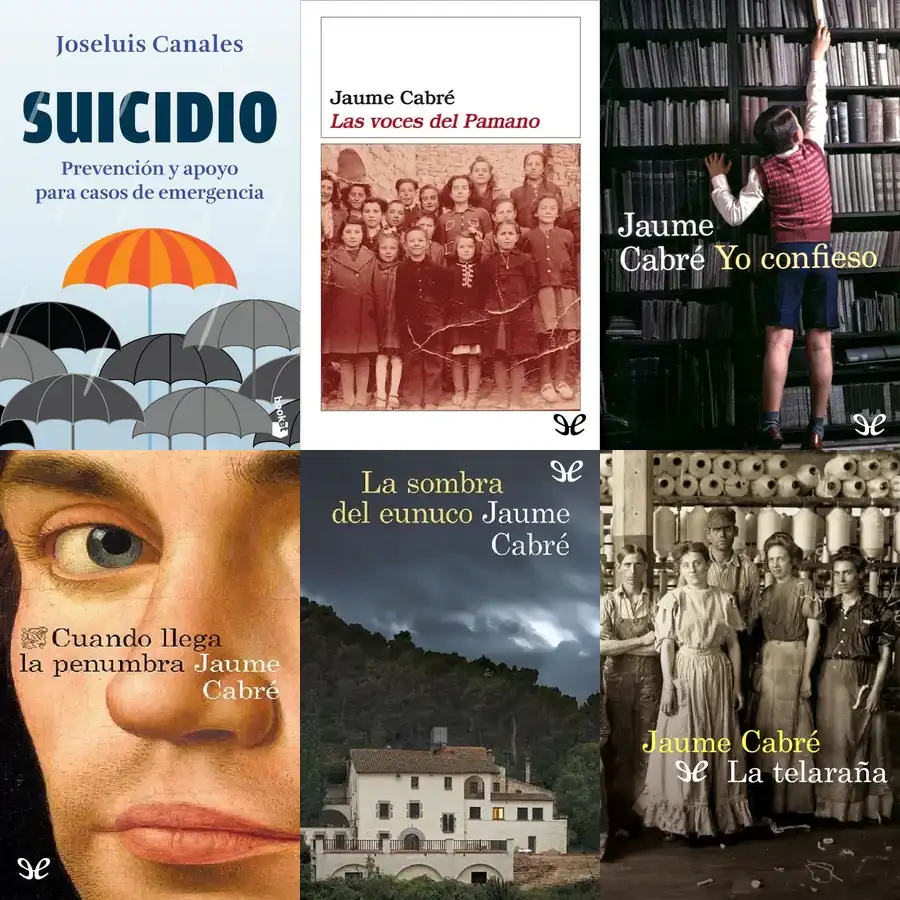 Joseluis Canales
SUICIDIO
Prevención y apoyo
para casos de emergencia
booket
Jaume Cabré
Las voces del Pamano
Jaume
Cabré Yo confieso
Cuando llega
la penumbra Jaume
Cabré
La sombra
del eunuco Jaume
Cabré
Jaume Cabré
La telaraña